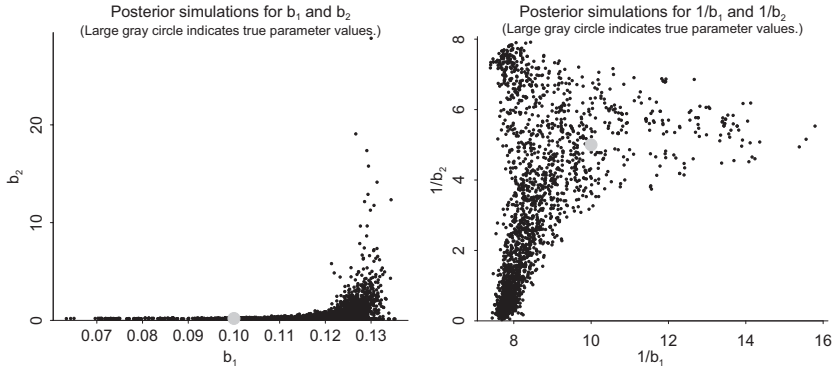 Posterior simulations for b₁ and b₂
(Large gray circle indicates true parameter values.)
20
10
0
b₂
0.07 0.08 0.09 0.10 0.11 0.12 0.13
b₁
Posterior simulations for 1/b₁ and 1/b₂
(Large gray circle indicates true parameter values.)
8
6
4
2
0
1/b₂
8 10 12 14 16
1/b₁